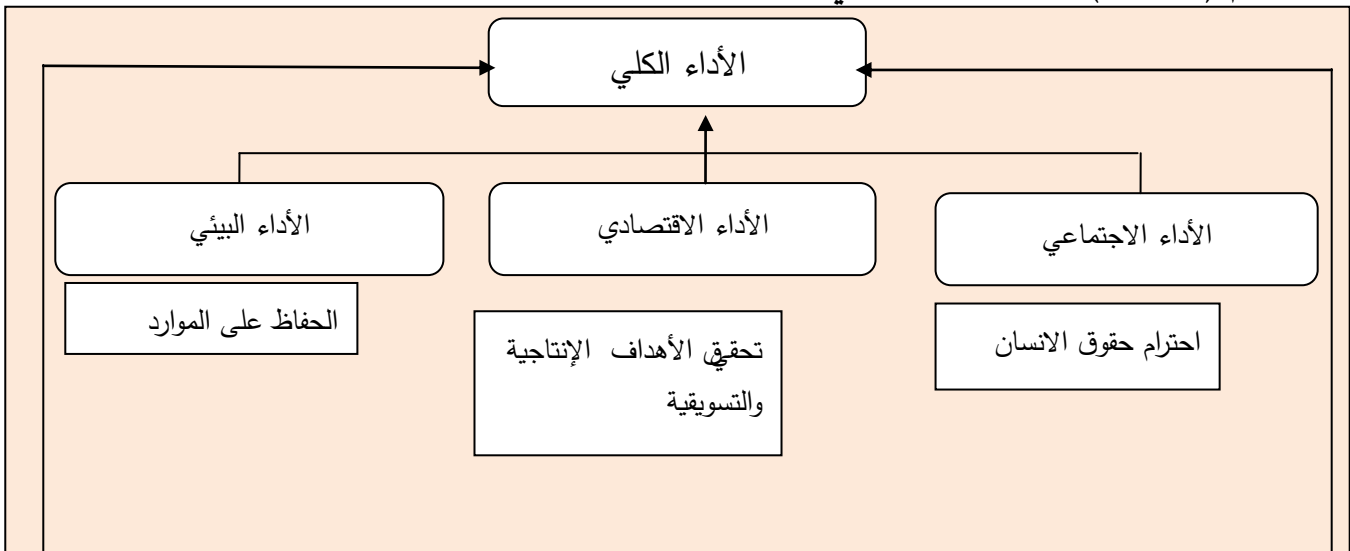 الأداء الكلي
الأداء الاجتماعي
الأداء الاقتصادي
الأداء البيئي
احترام حقوق الانسان
تحقيق الأهداف الإنتاجية
والتسويقية
الحفاظ على الموارد